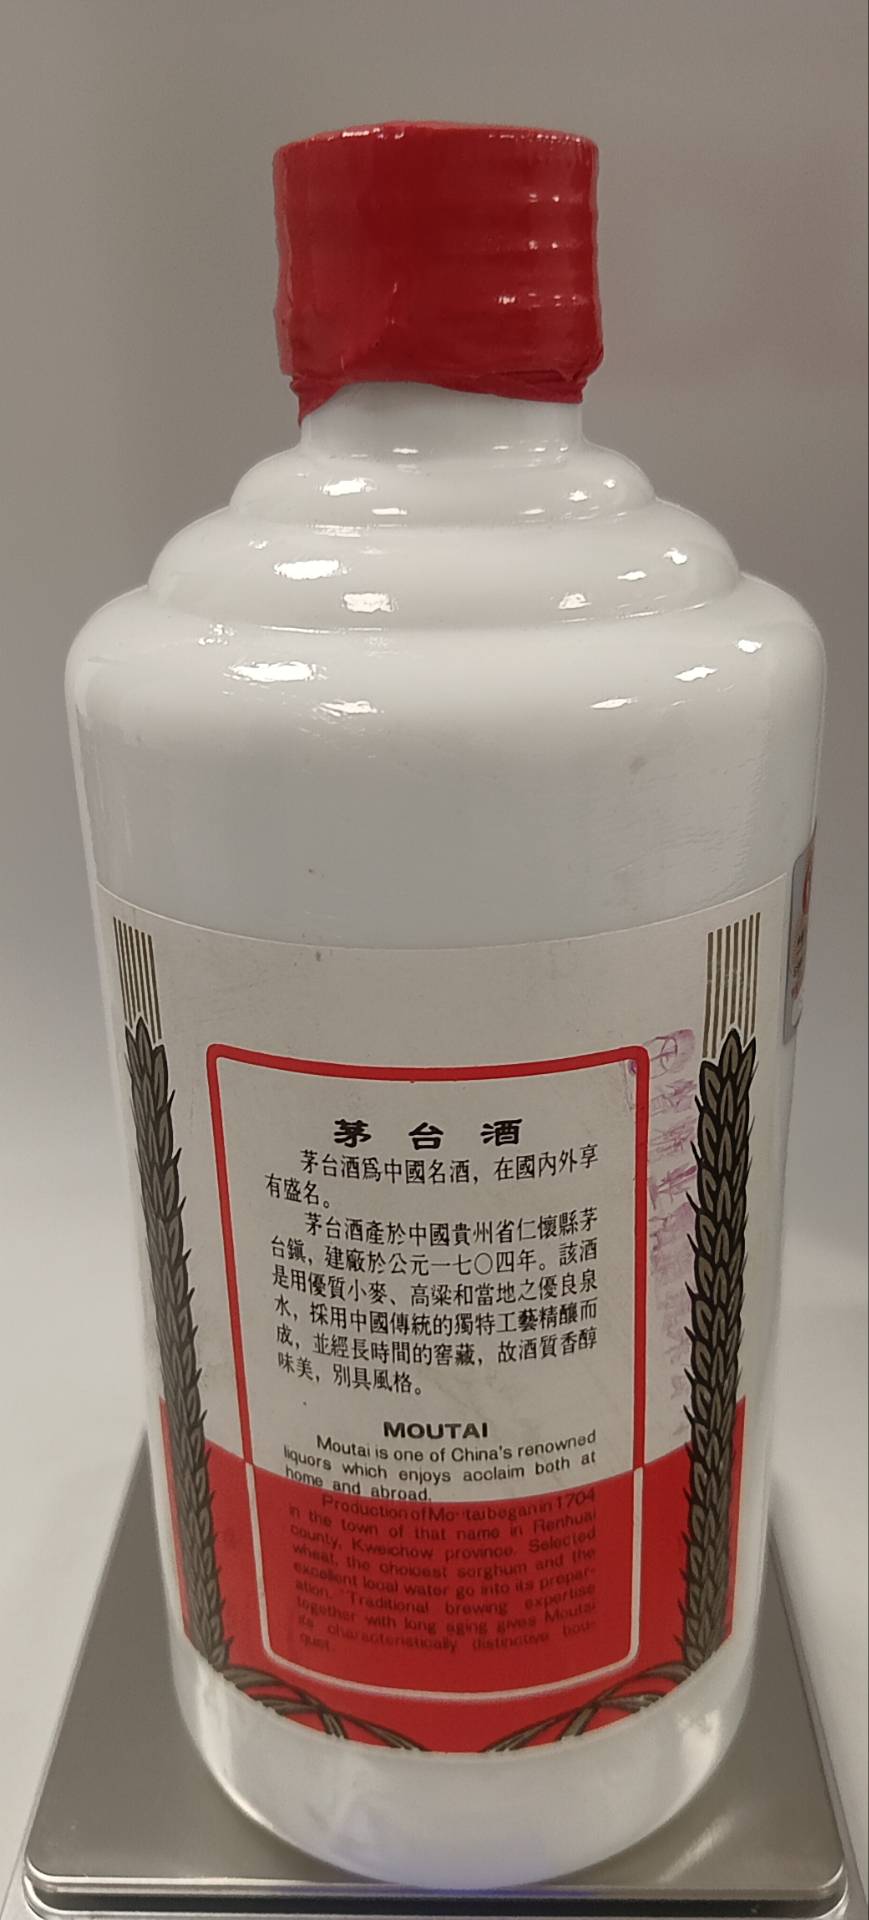 茅台酒
茅台酒爲中國名酒，在國內外享
有盛名。
茅台酒產於中國貴州省仁懷縣茅
台鎮，建廠於公元一七〇四年。該酒
是用優質小麥、高粱和當地之優良泉
水，採用中國傳統的獨特工藝精釀而
成，並經長時間的窖藏，故酒質香醇
味美，別具風格。
MOUTAI
Moutai is one of China's renowned
liquors which enjoys acclaim both at
home and abroad.
Production of Mo-tai began in 1704
in the town of that name in Renhuai
county, Kweichow province. Selected
wheat, the choicest sorghum and the
excellent local water go into its prepar-
ation. Traditional brewing expertise
together with long aging gives Moutai
its characteristically distinctive bou-
quet.